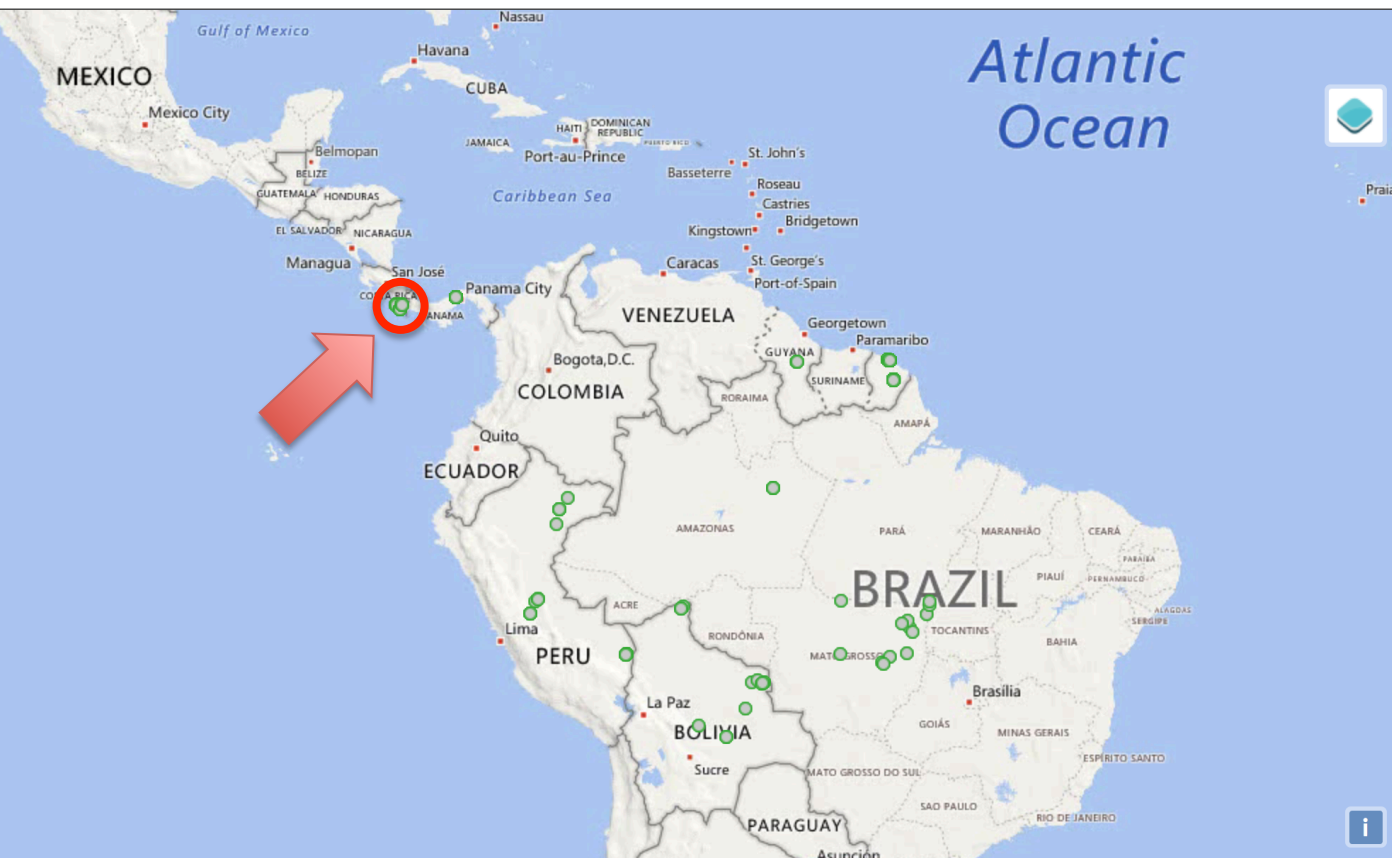 Nassau
Gulf of Mexico
Atlantic
Ocean
Havana
MEXICO
CUBA
Mexico City
HAITI
DOMINICAN
REPUBLIC
JAMAICA
PUERTO RICO
Port-au-Prince
Belmopan
BELIZE
St. John's
Basseterre
Roseau
Praia
GUATEMALA
HONDURAS
Caribbean Sea
Castries
Bridgetown
EL SALVADOR
NICARAGUA
Kingstown
Managua
San José
Caracas
St. George's
Port-of-Spain
COSTA RICA
Panama City
PANAMA
VENEZUELA
Georgetown
Paramaribo
GUYANA
Bogota,D.C.
SURINAME
COLOMBIA
RORAIMA
AMAPÁ
Quito
ECUADOR
AMAZONAS
PARÁ
MARANHÃO
CEARÁ
PARAÍBA
BRAZIL
PIAUÍ
PERNAMBUCO
ACRE
ALAGOAS
SERGIPE
Lima
RONDÔNIA
TOCANTINS
BAHIA
PERU
MATO GROSSO
Brasília
La Paz
GOIÁS
BOLIVIA
MINAS GERAIS
ESPÍRITO SANTO
Sucre
MATO GROSSO DO SUL
SAO PAULO
RIO DE JANEIRO
PARAGUAY
i
Asunción